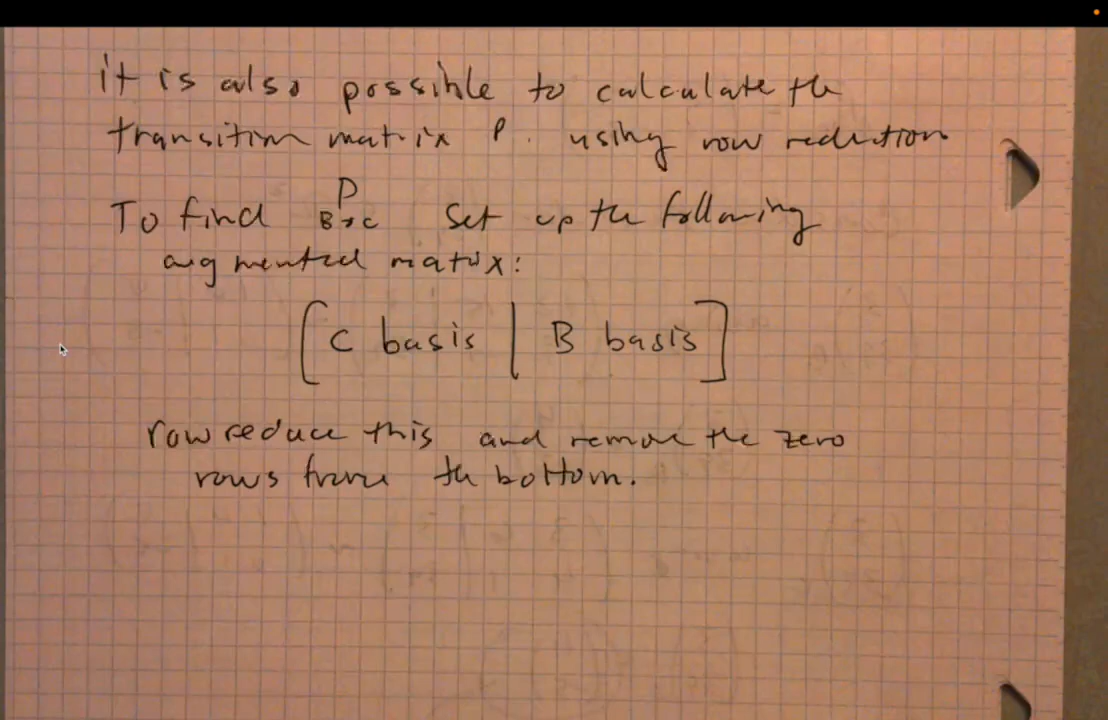 it is also possible to calculate the
transition matrix P. using row reduction
To find P B→C Set up the following
augmented matrix:
[ C basis | B basis ]
row reduce this and remove the zero
rows from the bottom.